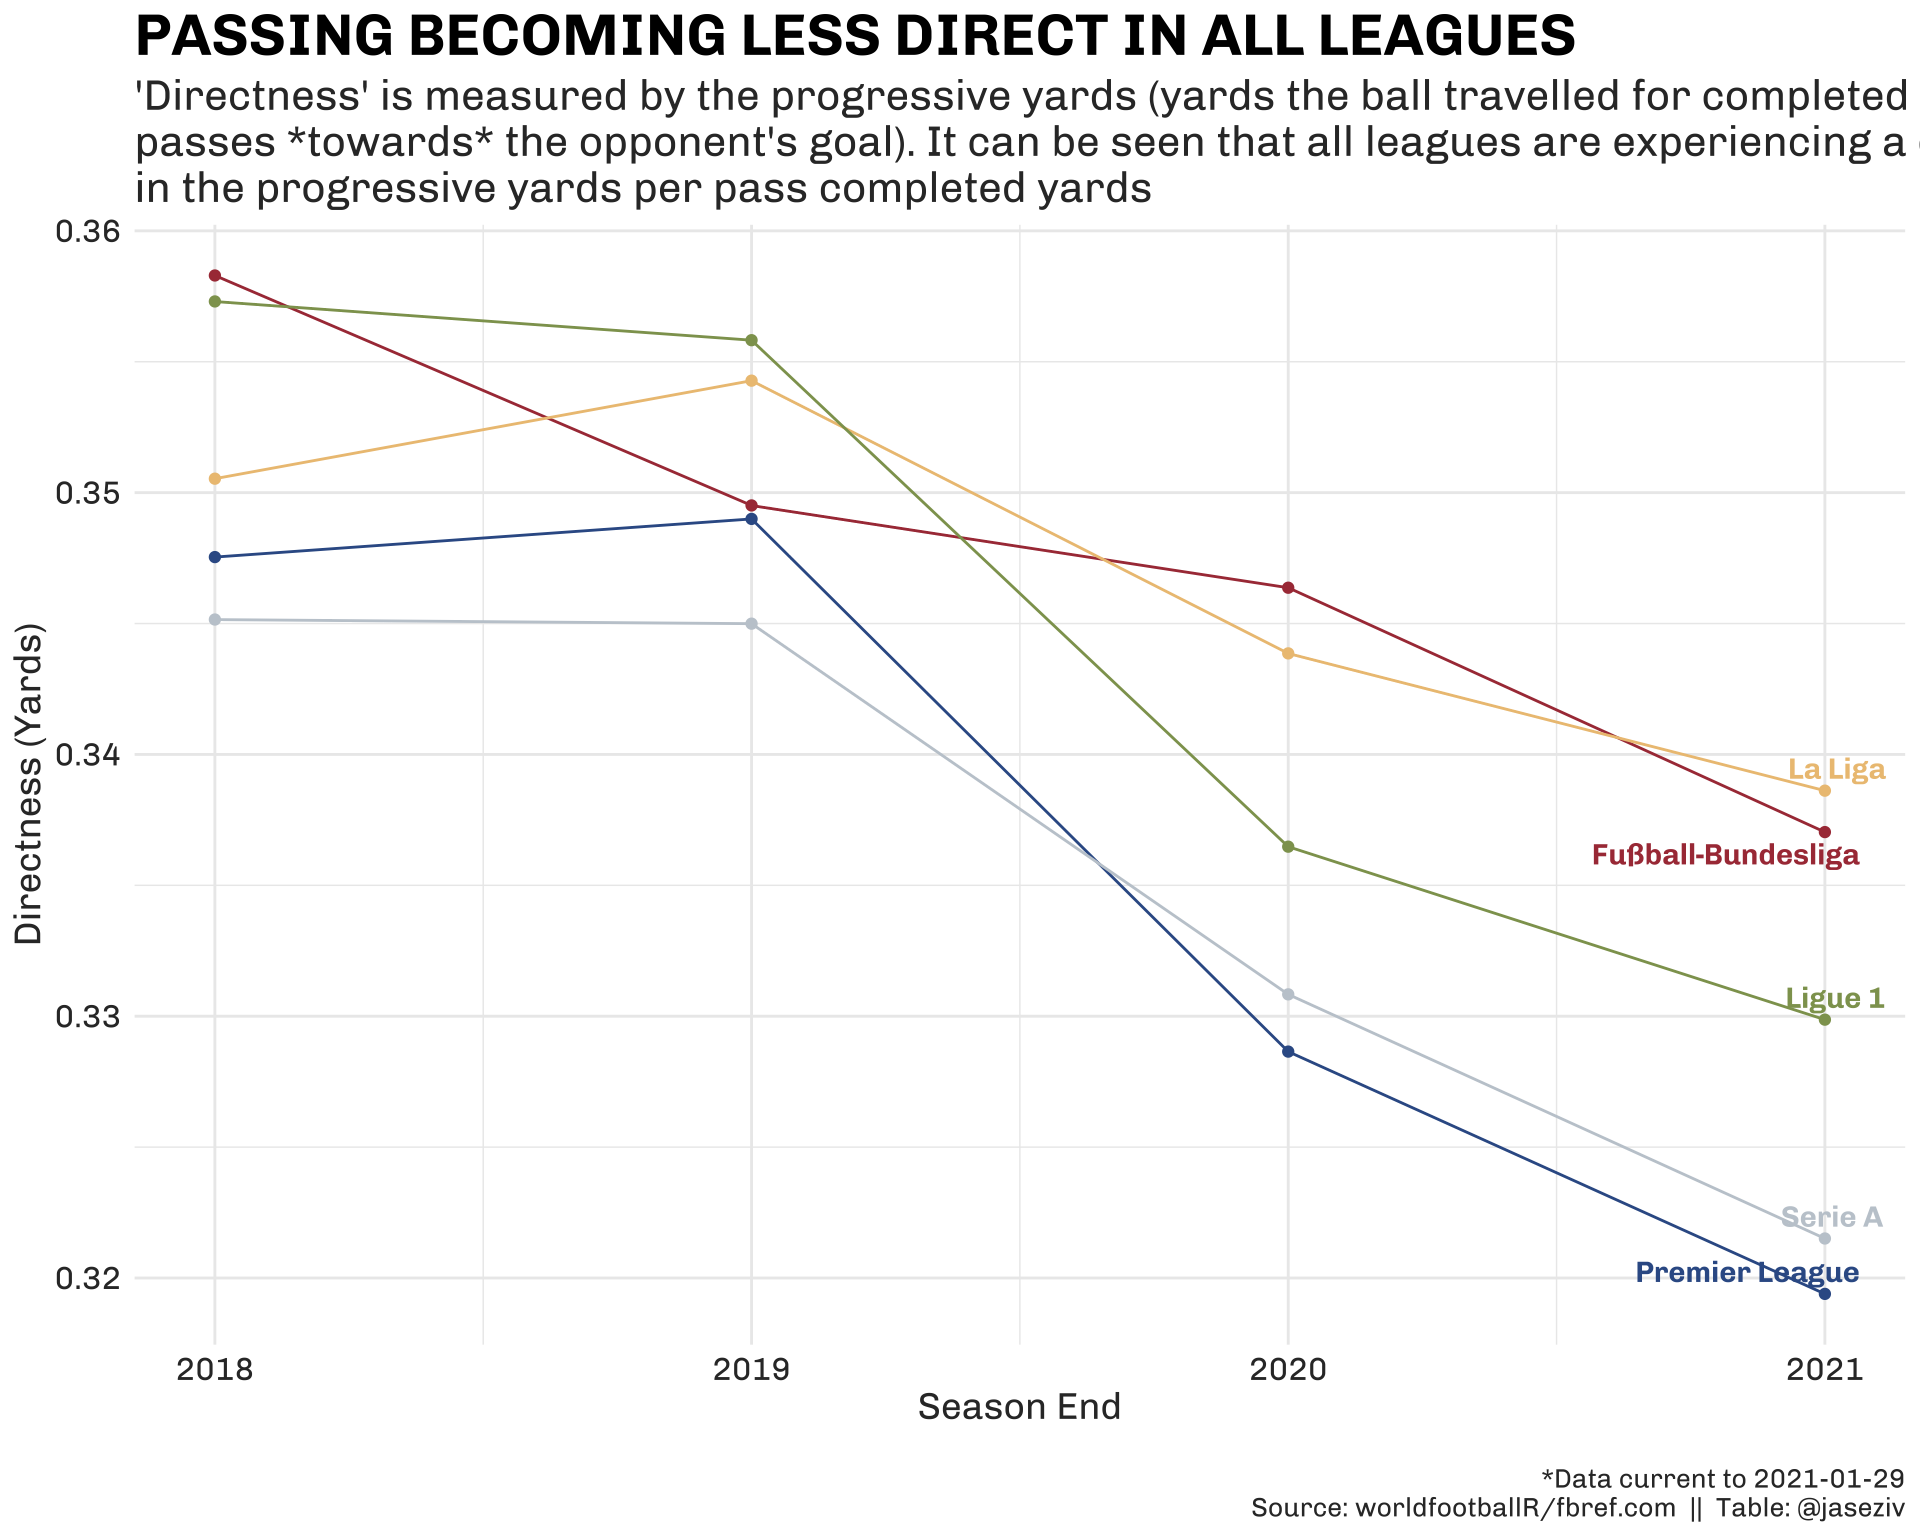 PASSING BECOMING LESS DIRECT IN ALL LEAGUES
'Directness' is measured by the progressive yards (yards the ball travelled for completed
passes *towards* the opponent's goal). It can be seen that all leagues are experiencing a
in the progressive yards per pass completed yards
0.36
0.35
0.34
0.33
0.32
Directness (Yards)
La Liga
Fußball-Bundesliga
Ligue 1
Serie A
Premier League
2018 2019 2020 2021
Season End
*Data current to 2021-01-29
Source: worldfootballR/fbref.com || Table: @jaseziv